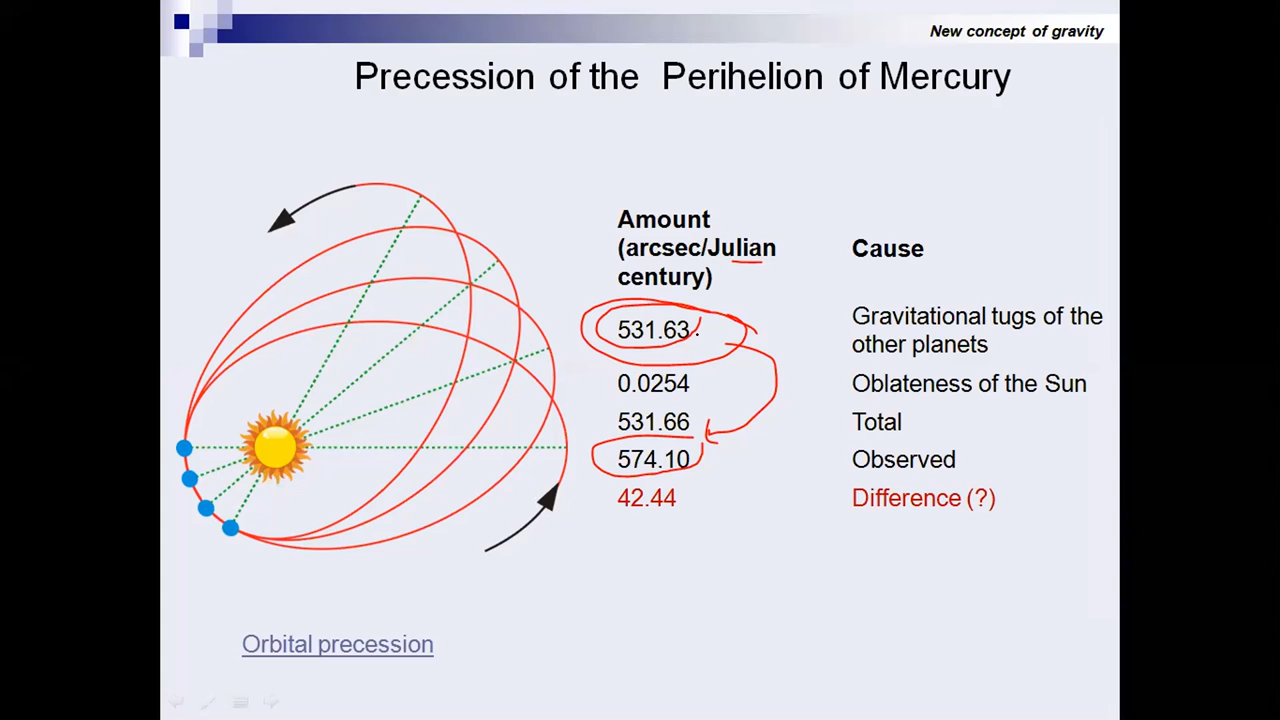 New concept of gravity
Precession of the Perihelion of Mercury
Amount
(arcsec/Julian
century)
Cause
531.63
Gravitational tugs of the
other planets
0.0254
Oblateness of the Sun
531.66
Total
574.10
Observed
42.44
Difference (?)
Orbital precession